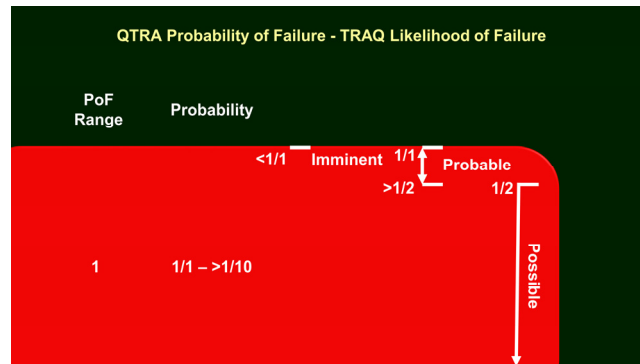 QTRA Probability of Failure - TRAQ Likelihood of Failure
PoF
Range
Probability
<1/1
Imminent
1/1
Probable
>1/2
1/2
Possible
1
1/1 – >1/10